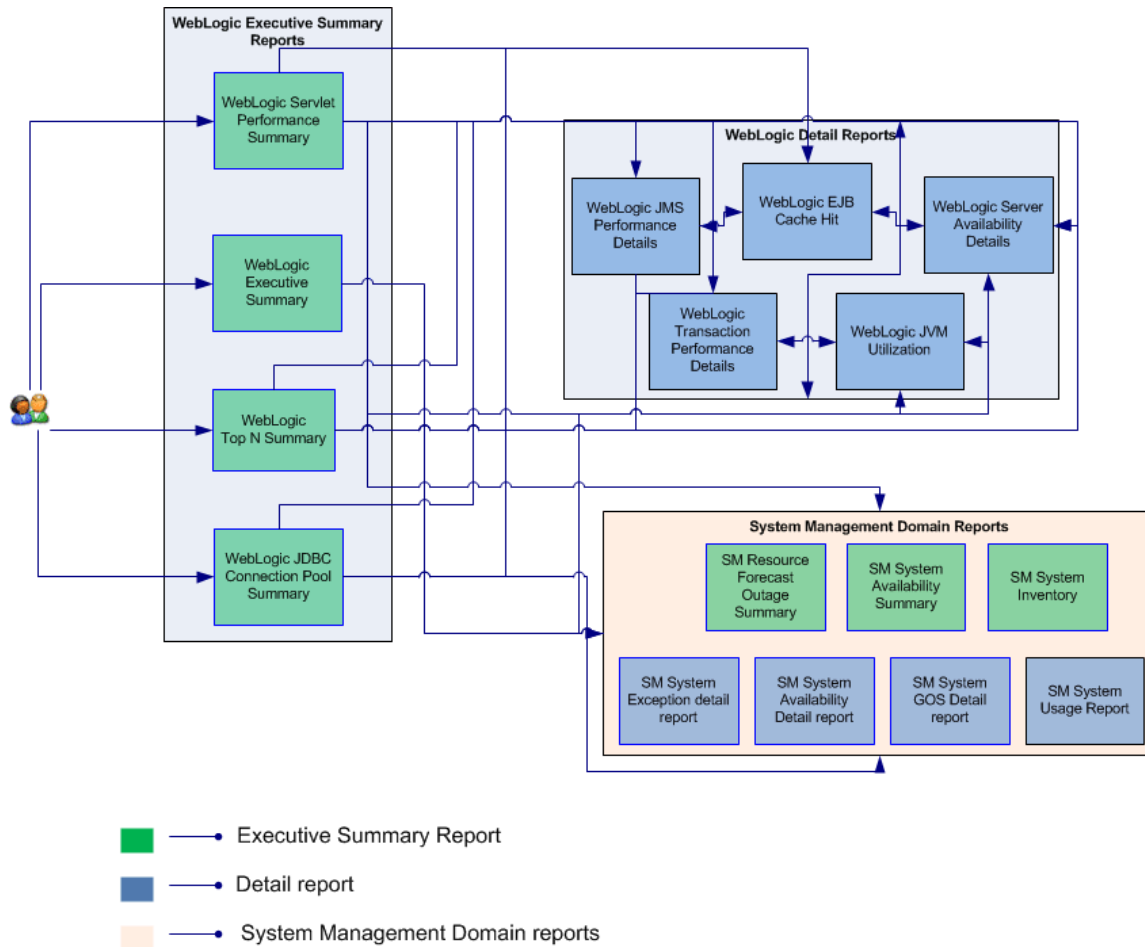 WebLogic Executive Summary
Reports
WebLogic Servlet
Performance
Summary
WebLogic
Executive
Summary
WebLogic
Top N Summary
WebLogic JDBC
Connection Pool
Summary
WebLogic Detail Reports
WebLogic JMS
Performance
Details
WebLogic EJB
Cache Hit
WebLogic Server
Availability
Details
WebLogic
Transaction
Performance
Details
WebLogic JVM
Utilization
System Management Domain Reports
SM Resource
Forecast
Outage
Summary
SM System
Availability
Summary
SM System
Inventory
SM System
Exception detail
report
SM System
Availability
Detail report
SM System
GOS Detail
report
SM System
Usage Report
Executive Summary Report
Detail report
System Management Domain reports